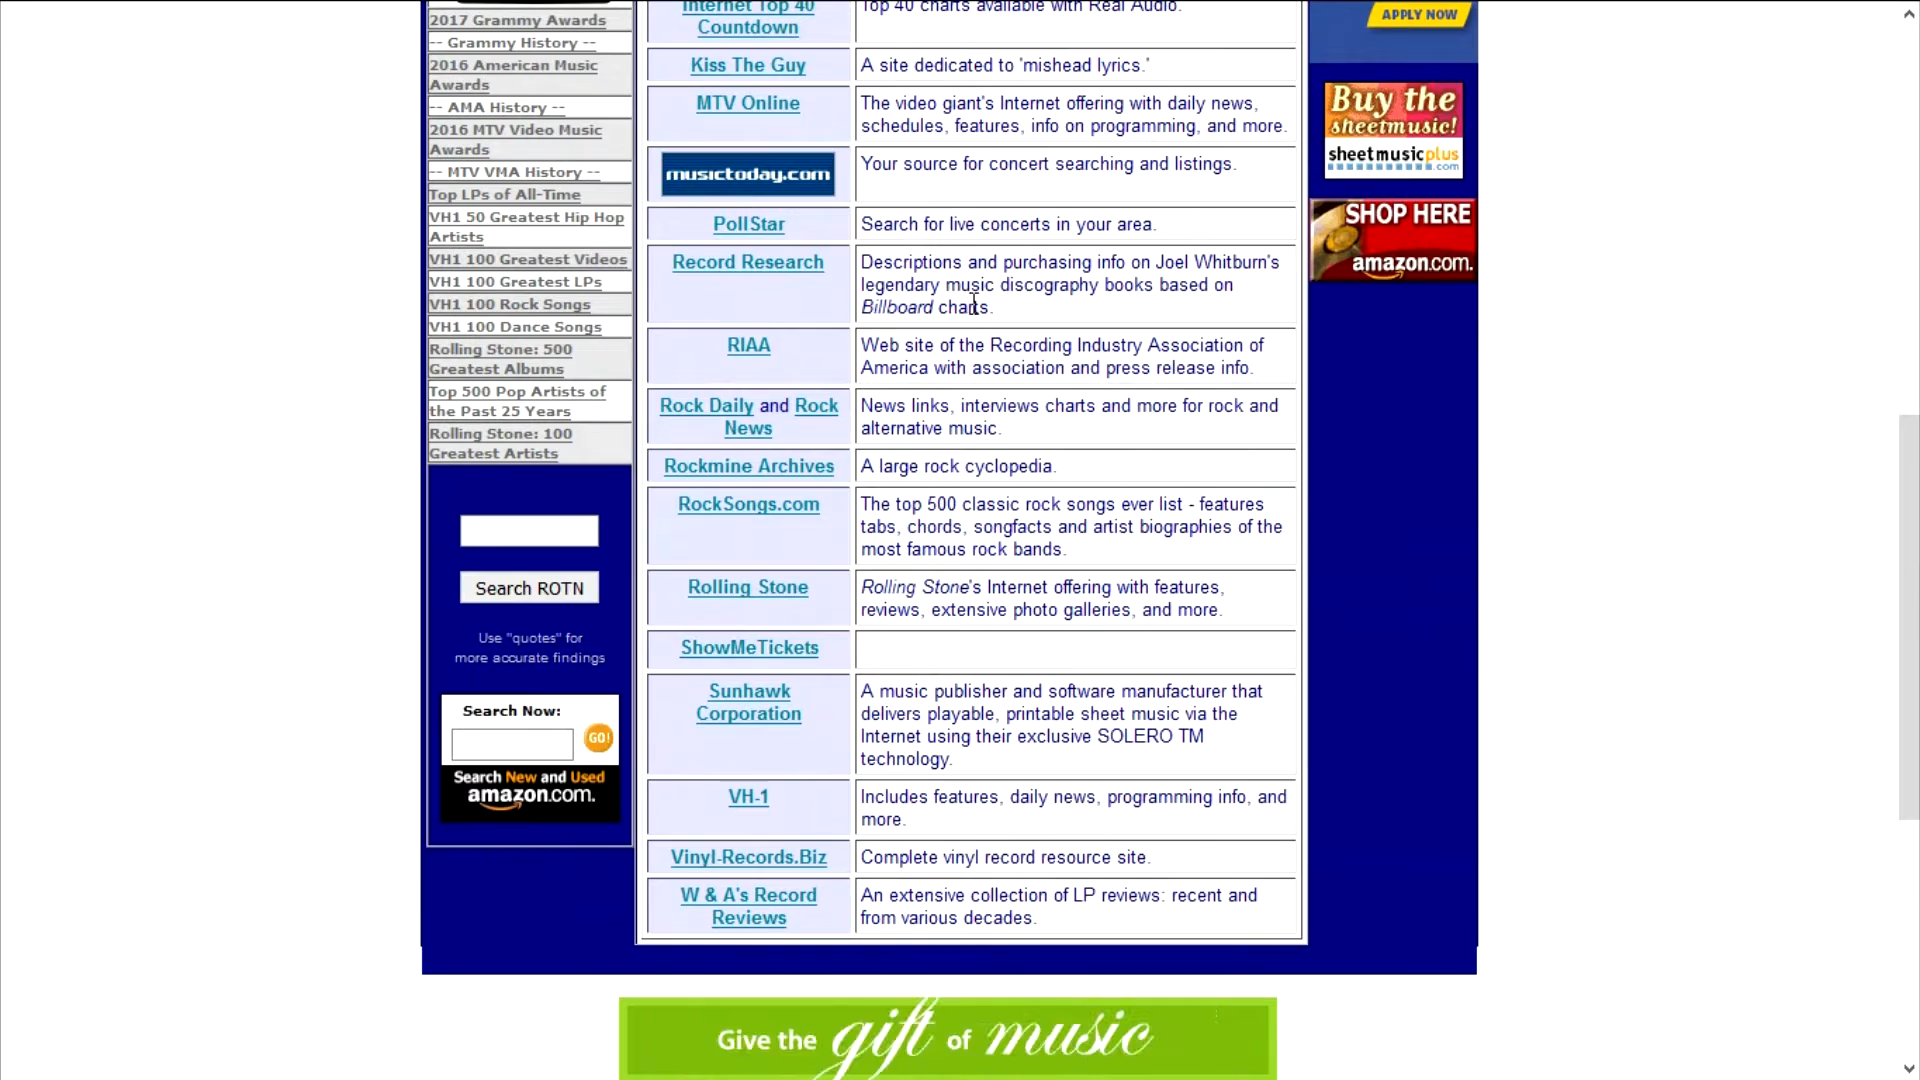 2017 Grammy Awards
-- Grammy History --
2016 American Music
Awards
-- AMA History --
2016 MTV Video Music
Awards
-- MTV VMA History --
Top LPs of All-Time
VH1 50 Greatest Hip Hop
Artists
VH1 100 Greatest Videos
VH1 100 Greatest LPs
VH1 100 Rock Songs
VH1 100 Dance Songs
Rolling Stone: 500
Greatest Albums
Top 500 Pop Artists of
the Past 25 Years
Rolling Stone: 100
Greatest Artists
Search ROTN
Use "quotes" for
more accurate findings
Search Now:
GO!
Search New and Used
amazon.com.
Internet Top 40
Countdown
Top 40 charts available with Real Audio.
Kiss The Guy
A site dedicated to 'mishead lyrics.'
MTV Online
The video giant's Internet offering with daily news,
schedules, features, info on programming, and more.
musictoday.com
Your source for concert searching and listings.
PollStar
Search for live concerts in your area.
Record Research
Descriptions and purchasing info on Joel Whitburn's
legendary music discography books based on
Billboard charts.
RIAA
Web site of the Recording Industry Association of
America with association and press release info.
Rock Daily and Rock
News
News links, interviews charts and more for rock and
alternative music.
Rockmine Archives
A large rock cyclopedia.
RockSongs.com
The top 500 classic rock songs ever list - features
tabs, chords, songfacts and artist biographies of the
most famous rock bands.
Rolling Stone
Rolling Stone's Internet offering with features,
reviews, extensive photo galleries, and more.
ShowMeTickets
Sunhawk
Corporation
A music publisher and software manufacturer that
delivers playable, printable sheet music via the
Internet using their exclusive SOLERO TM
technology.
VH-1
Includes features, daily news, programming info, and
more.
Vinyl-Records.Biz
Complete vinyl record resource site.
W & A's Record
Reviews
An extensive collection of LP reviews: recent and
from various decades.
APPLY NOW
Buy the
sheetmusic!
sheetmusicplus
.com
SHOP HERE
amazon.com.
Give the gift of music